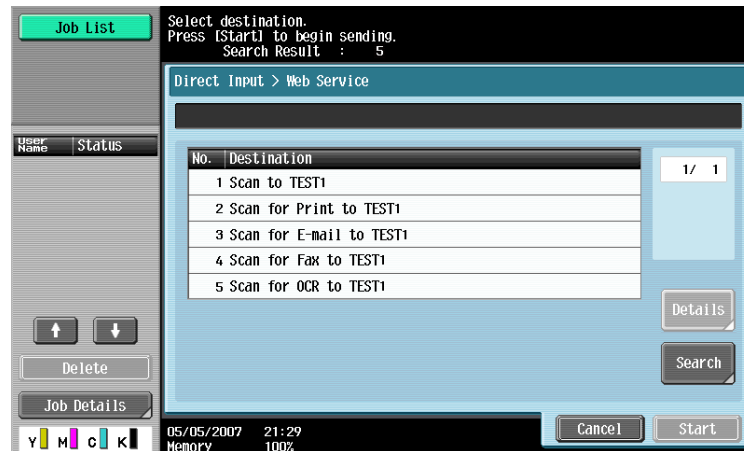 Job List
Select destination.
Press [Start] to begin sending.
Search Result : 5
Direct Input > Web Service
User Name Status
No. Destination
1/ 1
1 Scan to TEST1
2 Scan for Print to TEST1
3 Scan for E-mail to TEST1
4 Scan for Fax to TEST1
5 Scan for OCR to TEST1
Details
Search
Delete
Job Details
Y M C K
05/05/2007 21:29
Memory 100%
Cancel
Start